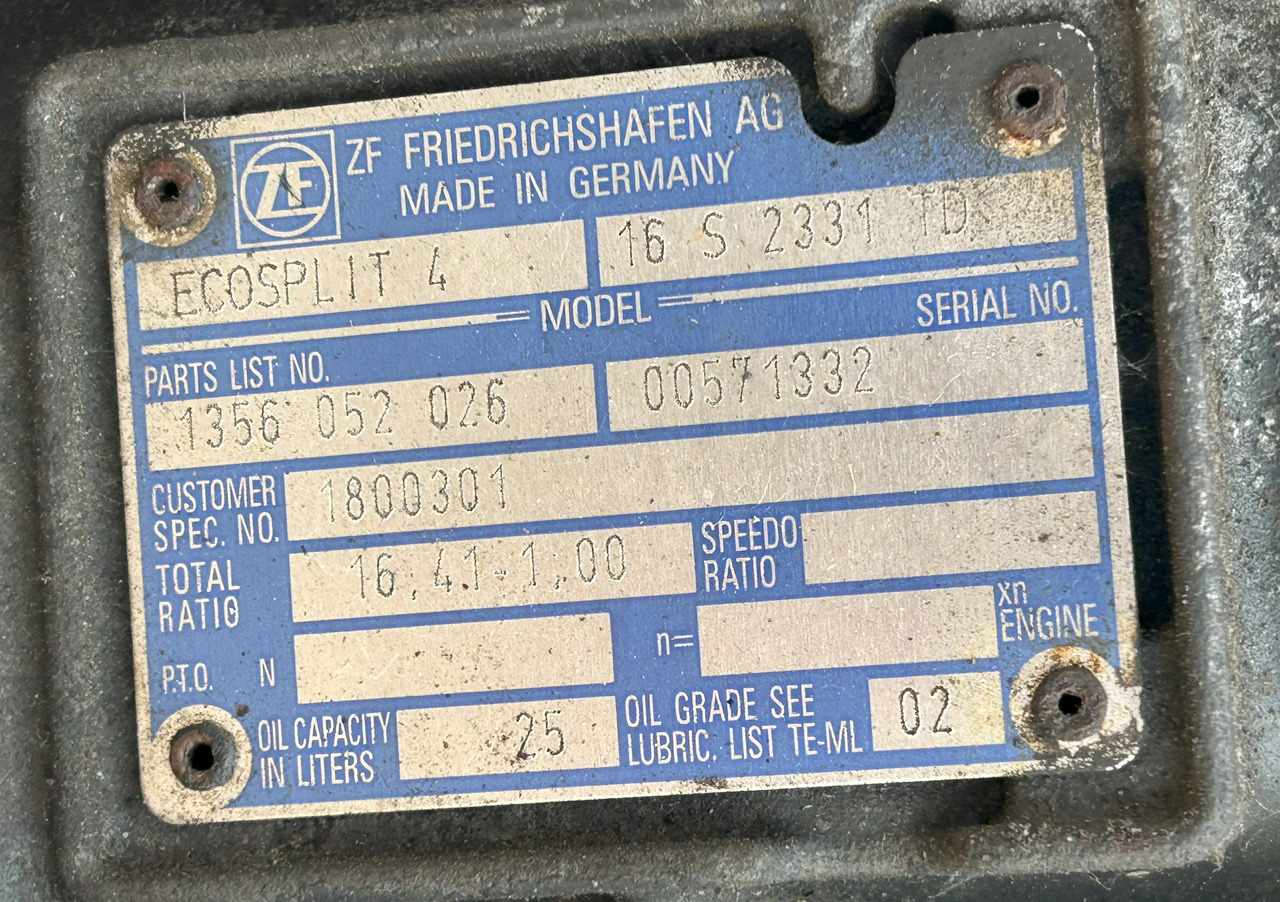 ZF
ZF FRIEDRICHSHAFEN AG
MADE IN GERMANY
ECOSPLIT 4
16 S 2331 TD
MODEL
SERIAL NO.
PARTS LIST NO.
1356 052 026
00571332
CUSTOMER
SPEC. NO.
1800301
TOTAL
RATIO
16.41-1.00
SPEEDO
RATIO
P.T.O. N
n=
xn
ENGINE
OIL CAPACITY
IN LITERS
25
OIL GRADE SEE
LUBRIC. LIST TE-ML
02